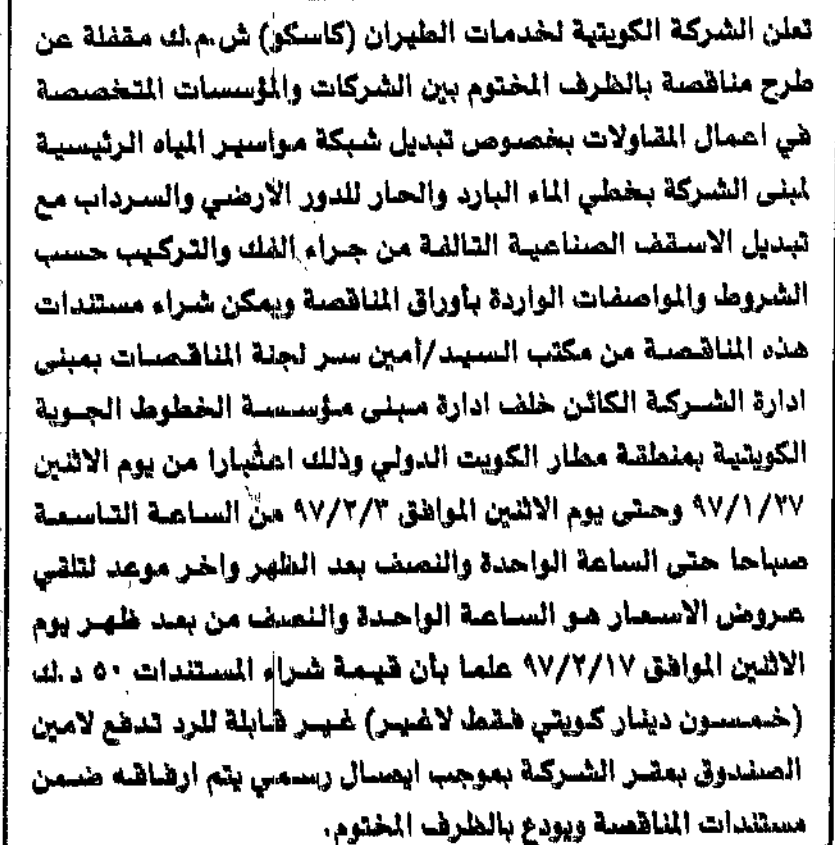 تعلن الشركة الكويتية لخدمات الطيران (كاسكو) ش.م.ك مقفلة عن
طرح مناقصة بالظرف المختوم بين الشركات والمؤسسات المتخصصة
في اعمال المقاولات بخصوص تبديل شبكة مواسير المياه الرئيسية
لمبنى الشركة بخطي الماء البارد والحار للدور الأرضي والسرداب مع
تبديل الاسقف الصناعية التالفة من جراء الفك والتركيب حسب
الشروط والمواصفات الواردة بأوراق المناقصة ويمكن شراء مستندات
هذه المناقصة من مكتب السيد/أمين سر لجنة المناقصات بمبنى
ادارة الشركة الكائن خلف ادارة مبنى مؤسسة الخطوط الجوية
الكويتية بمنطقة مطار الكويت الدولي وذلك اعتبارا من يوم الاثنين
٩٧/١/٢٧ وحتى يوم الاثنين الموافق ٩٧/٢/٣ من الساعة التاسعة
صباحا حتى الساعة الواحدة والنصف بعد الظهر واخر موعد لتلقي
عروض الاسعار هو الساعة الواحدة والنصف من بعد ظهر يوم
الاثنين الموافق ٩٧/٢/١٧ علما بأن قيمة شراء المستندات ٥٠ د.ك
(خمسون دينار كويتي فقط لاغير) غير قابلة للرد تدفع لامين
الصندوق بمقر الشركة بموجب ايصال رسمي يتم ارفاقه ضمن
مستندات المناقصة ويودع بالظرف المختوم.